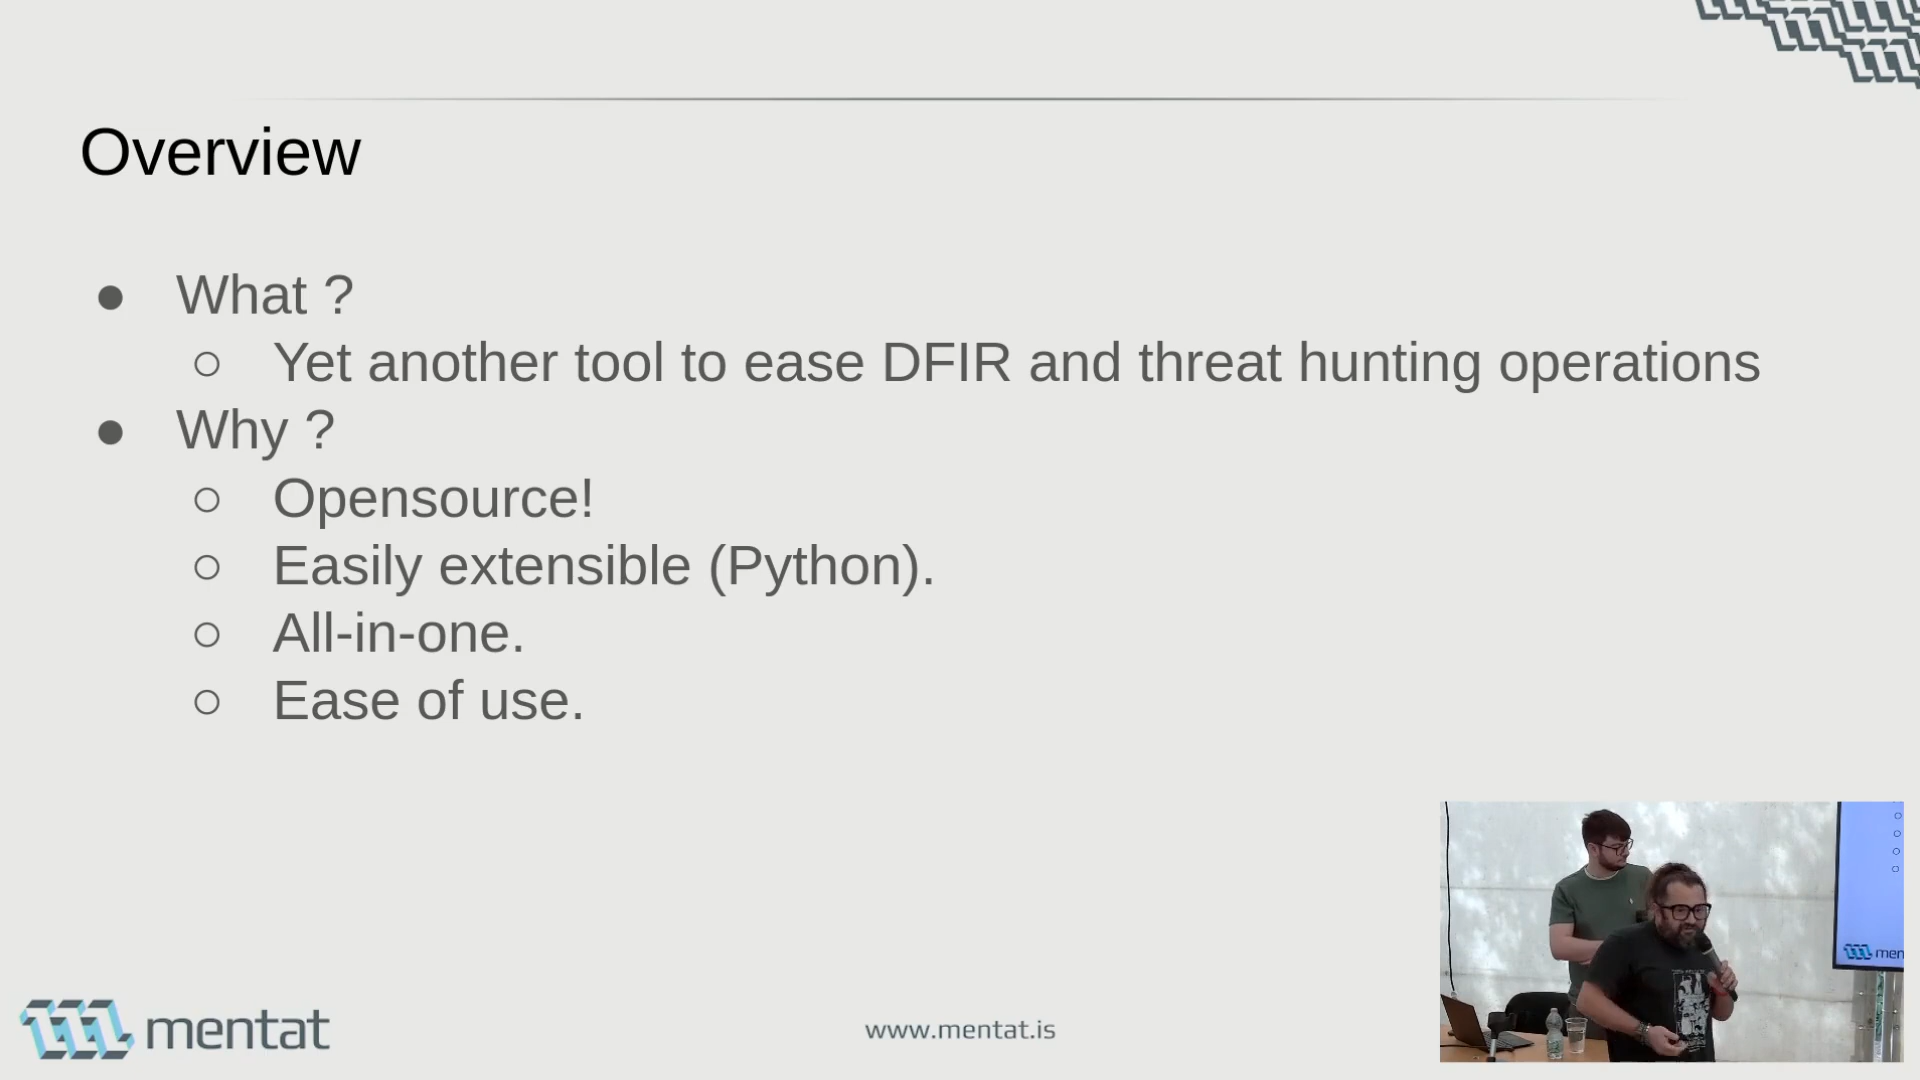 Overview
● What ?
○ Yet another tool to ease DFIR and threat hunting operations
● Why ?
○ Opensource!
○ Easily extensible (Python).
○ All-in-one.
○ Ease of use.
mentat
www.mentat.is
men